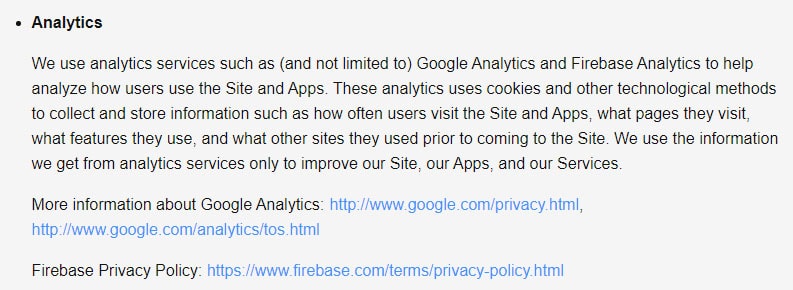 Analytics
We use analytics services such as (and not limited to) Google Analytics and Firebase Analytics to help
analyze how users use the Site and Apps. These analytics uses cookies and other technological methods
to collect and store information such as how often users visit the Site and Apps, what pages they visit,
what features they use, and what other sites they used prior to coming to the Site. We use the information
we get from analytics services only to improve our Site, our Apps, and our Services.
More information about Google Analytics: http://www.google.com/privacy.html,
http://www.google.com/analytics/tos.html
Firebase Privacy Policy: https://www.firebase.com/terms/privacy-policy.html